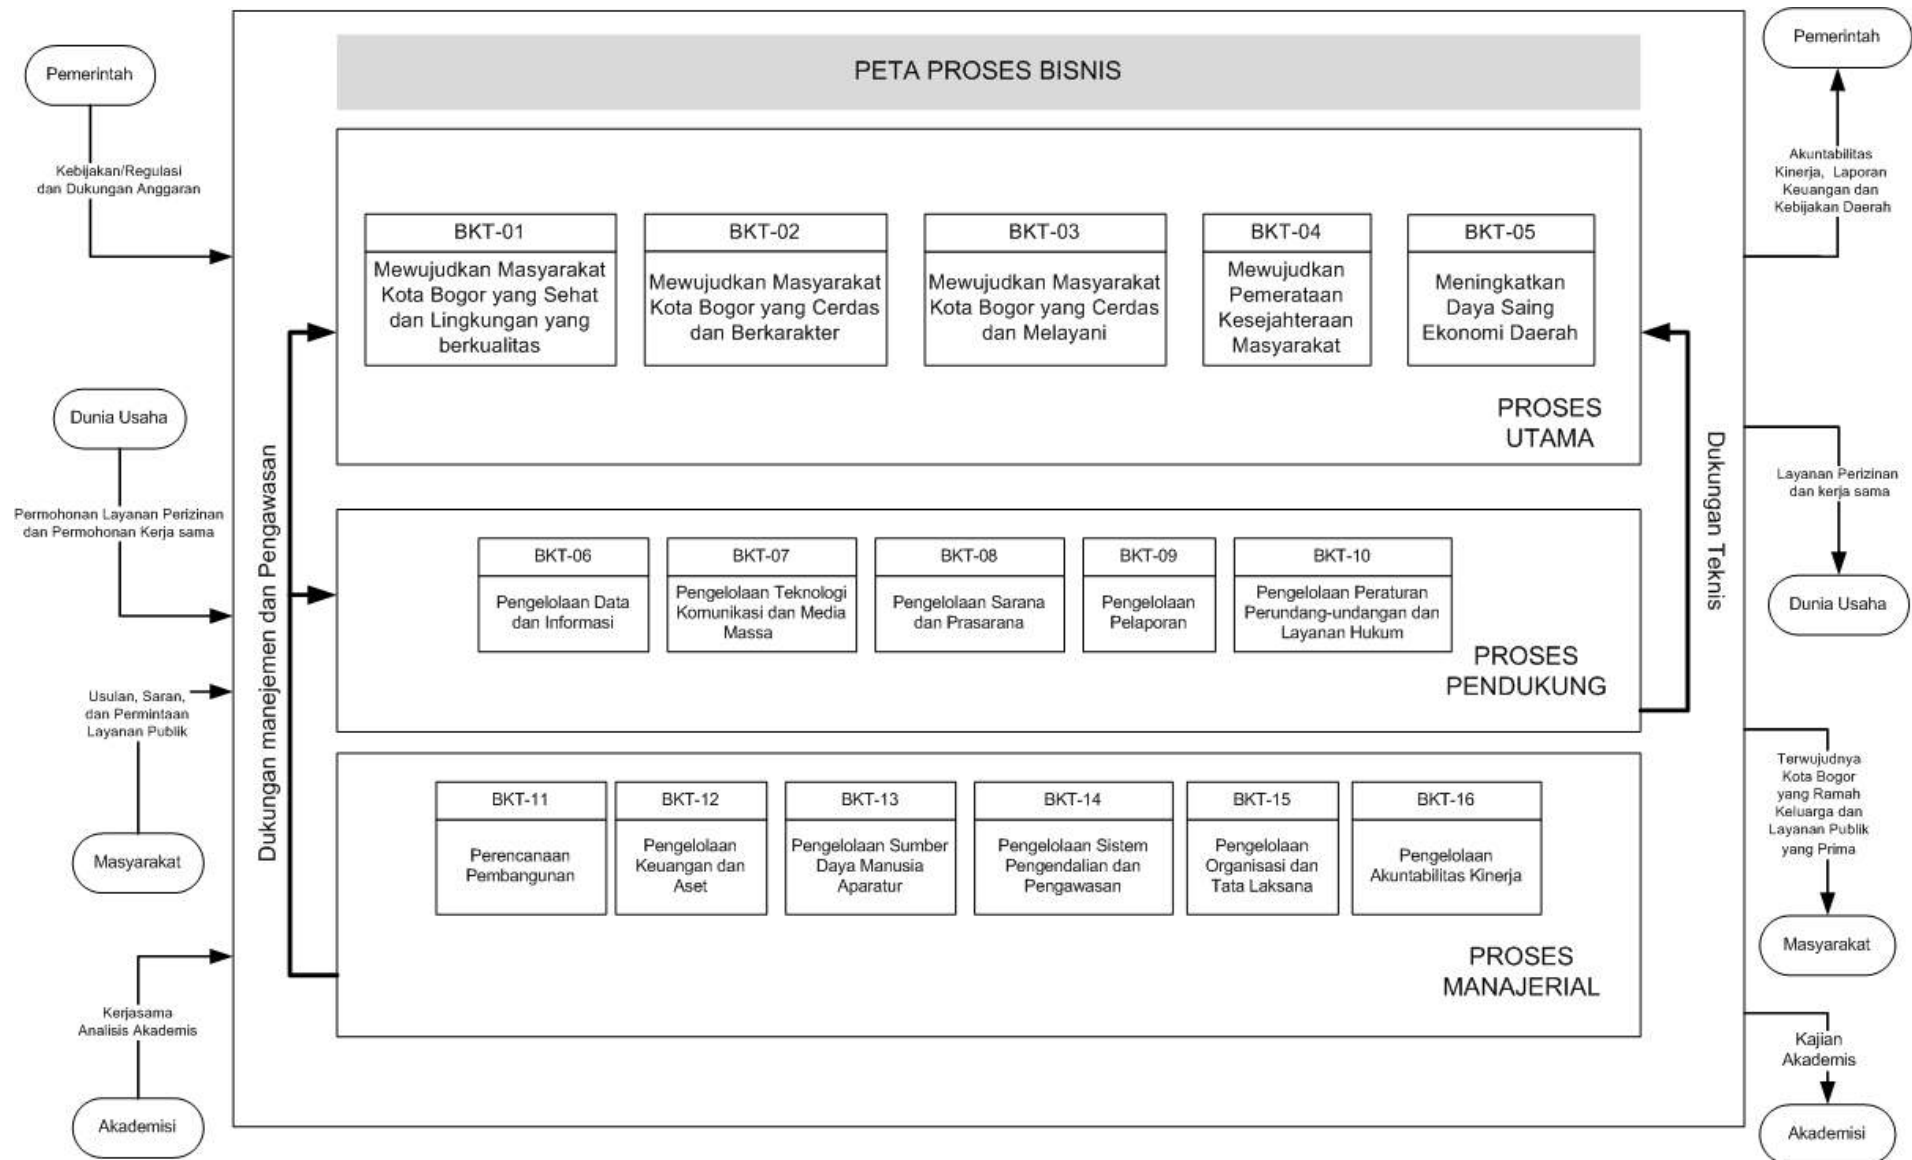 PETA PROSES BISNIS
Pemerintah
Kebijakan/Regulasi
dan Dukungan Anggaran
Dunia Usaha
Permohonan Layanan Perizinan
dan Permohonan Kerja sama
Usulan, Saran,
dan Permintaan
Layanan Publik
Masyarakat
Kerjasama
Analisis Akademis
Akademisi
Dukungan manejemen dan Pengawasan
BKT-01
Mewujudkan Masyarakat
Kota Bogor yang Sehat
dan Lingkungan yang
berkualitas
BKT-02
Mewujudkan Masyarakat
Kota Bogor yang Cerdas
dan Berkarakter
BKT-03
Mewujudkan Masyarakat
Kota Bogor yang Cerdas
dan Melayani
BKT-04
Mewujudkan
Pemerataan
Kesejahteraan
Masyarakat
BKT-05
Meningkatkan
Daya Saing
Ekonomi Daerah
PROSES
UTAMA
BKT-06
Pengelolaan Data
dan Informasi
BKT-07
Pengelolaan Teknologi
Komunikasi dan Media
Massa
BKT-08
Pengelolaan Sarana
dan Prasarana
BKT-09
Pengelolaan
Pelaporan
BKT-10
Pengelolaan Peraturan
Perundang-undangan dan
Layanan Hukum
PROSES
PENDUKUNG
BKT-11
Perencanaan
Pembangunan
BKT-12
Pengelolaan
Keuangan dan
Aset
BKT-13
Pengelolaan Sumber
Daya Manusia
Aparatur
BKT-14
Pengelolaan Sistem
Pengendalian dan
Pengawasan
BKT-15
Pengelolaan
Organisasi dan
Tata Laksana
BKT-16
Pengelolaan
Akuntabilitas Kinerja
PROSES
MANAJERIAL
Dukungan Teknis
Pemerintah
Akuntabilitas
Kinerja, Laporan
Keuangan dan
Kebijakan Daerah
Layanan Perizinan
dan kerja sama
Dunia Usaha
Terwujudnya
Kota Bogor
yang Ramah
Keluarga dan
Layanan Publik
yang Prima
Masyarakat
Kajian
Akademis
Akademisi